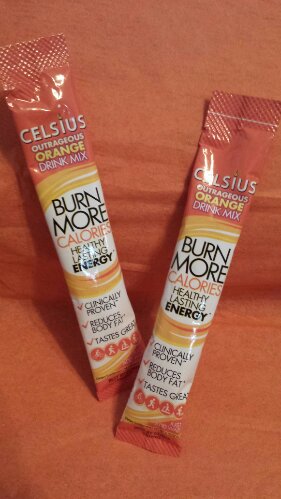 CELSiUS
OUTRAGEOUS
ORANGE
DRINK MIX
BURN
MORE
CALORIES
HEALTHY
LASTING
ENERGY*
CLINICALLY
PROVEN*
REDUCES
BODY FAT*
TASTES GREAT
CELSiUS
OUTRAGEOUS
ORANGE
DRINK MIX
BURN
MORE
CALORIES
HEALTHY
LASTING
ENERGY*
CLINICALLY
PROVEN*
REDUCES
BODY FAT*
TASTES GREAT